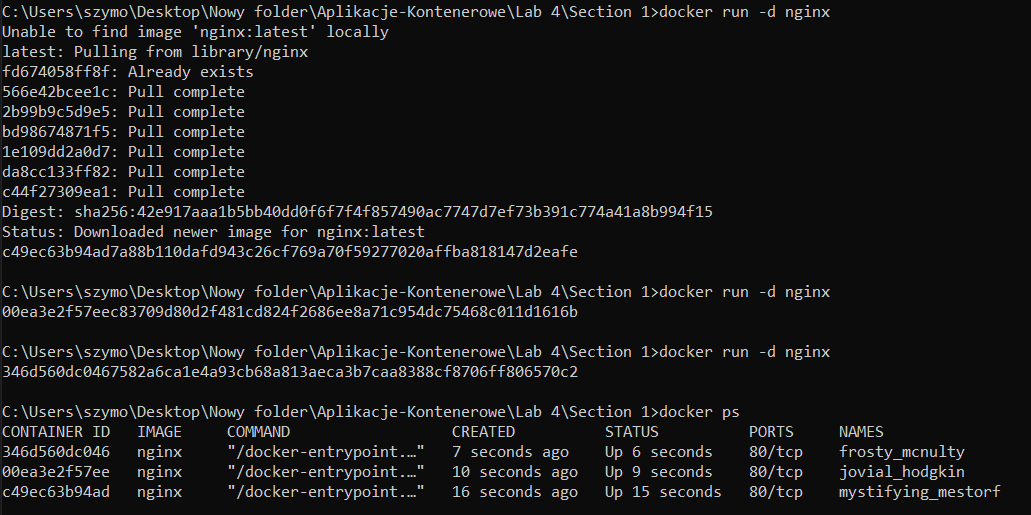 C:\Users\szymo\Desktop\Nowy folder\Aplikacje-Kontenerowe\Lab 4\Section 1>docker run -d nginx
Unable to find image 'nginx:latest' locally
latest: Pulling from library/nginx
fd674058ff8f: Already exists
566e42bcee1c: Pull complete
2b99b9c5d9e5: Pull complete
bd98674871f5: Pull complete
1e109dd2a0d7: Pull complete
da8cc133ff82: Pull complete
c44f27309ea1: Pull complete
Digest: sha256:42e917aaa1b5bb40dd0f6f7f4f857490ac7747d7ef73b391c774a41a8b994f15
Status: Downloaded newer image for nginx:latest
c49ec63b94ad7a88b110dafd943c26cf769a70f59277020affba818147d2eafe
C:\Users\szymo\Desktop\Nowy folder\Aplikacje-Kontenerowe\Lab 4\Section 1>docker run -d nginx
00ea3e2f57eec83709d80d2f481cd824f2686ee8a71c954dc75468c011d1616b
C:\Users\szymo\Desktop\Nowy folder\Aplikacje-Kontenerowe\Lab 4\Section 1>docker run -d nginx
346d560dc0467582a6ca1e4a93cb68a813aeca3b7caa8388cf8706ff806570c2
C:\Users\szymo\Desktop\Nowy folder\Aplikacje-Kontenerowe\Lab 4\Section 1>docker ps
CONTAINER ID   IMAGE     COMMAND                  CREATED          STATUS          PORTS     NAMES
346d560dc046   nginx     "/docker-entrypoint.…"   7 seconds ago    Up 6 seconds    80/tcp    frosty_mcnulty
00ea3e2f57ee   nginx     "/docker-entrypoint.…"   10 seconds ago   Up 9 seconds    80/tcp    jovial_hodgkin
c49ec63b94ad   nginx     "/docker-entrypoint.…"   16 seconds ago   Up 15 seconds   80/tcp    mystifying_mestorf